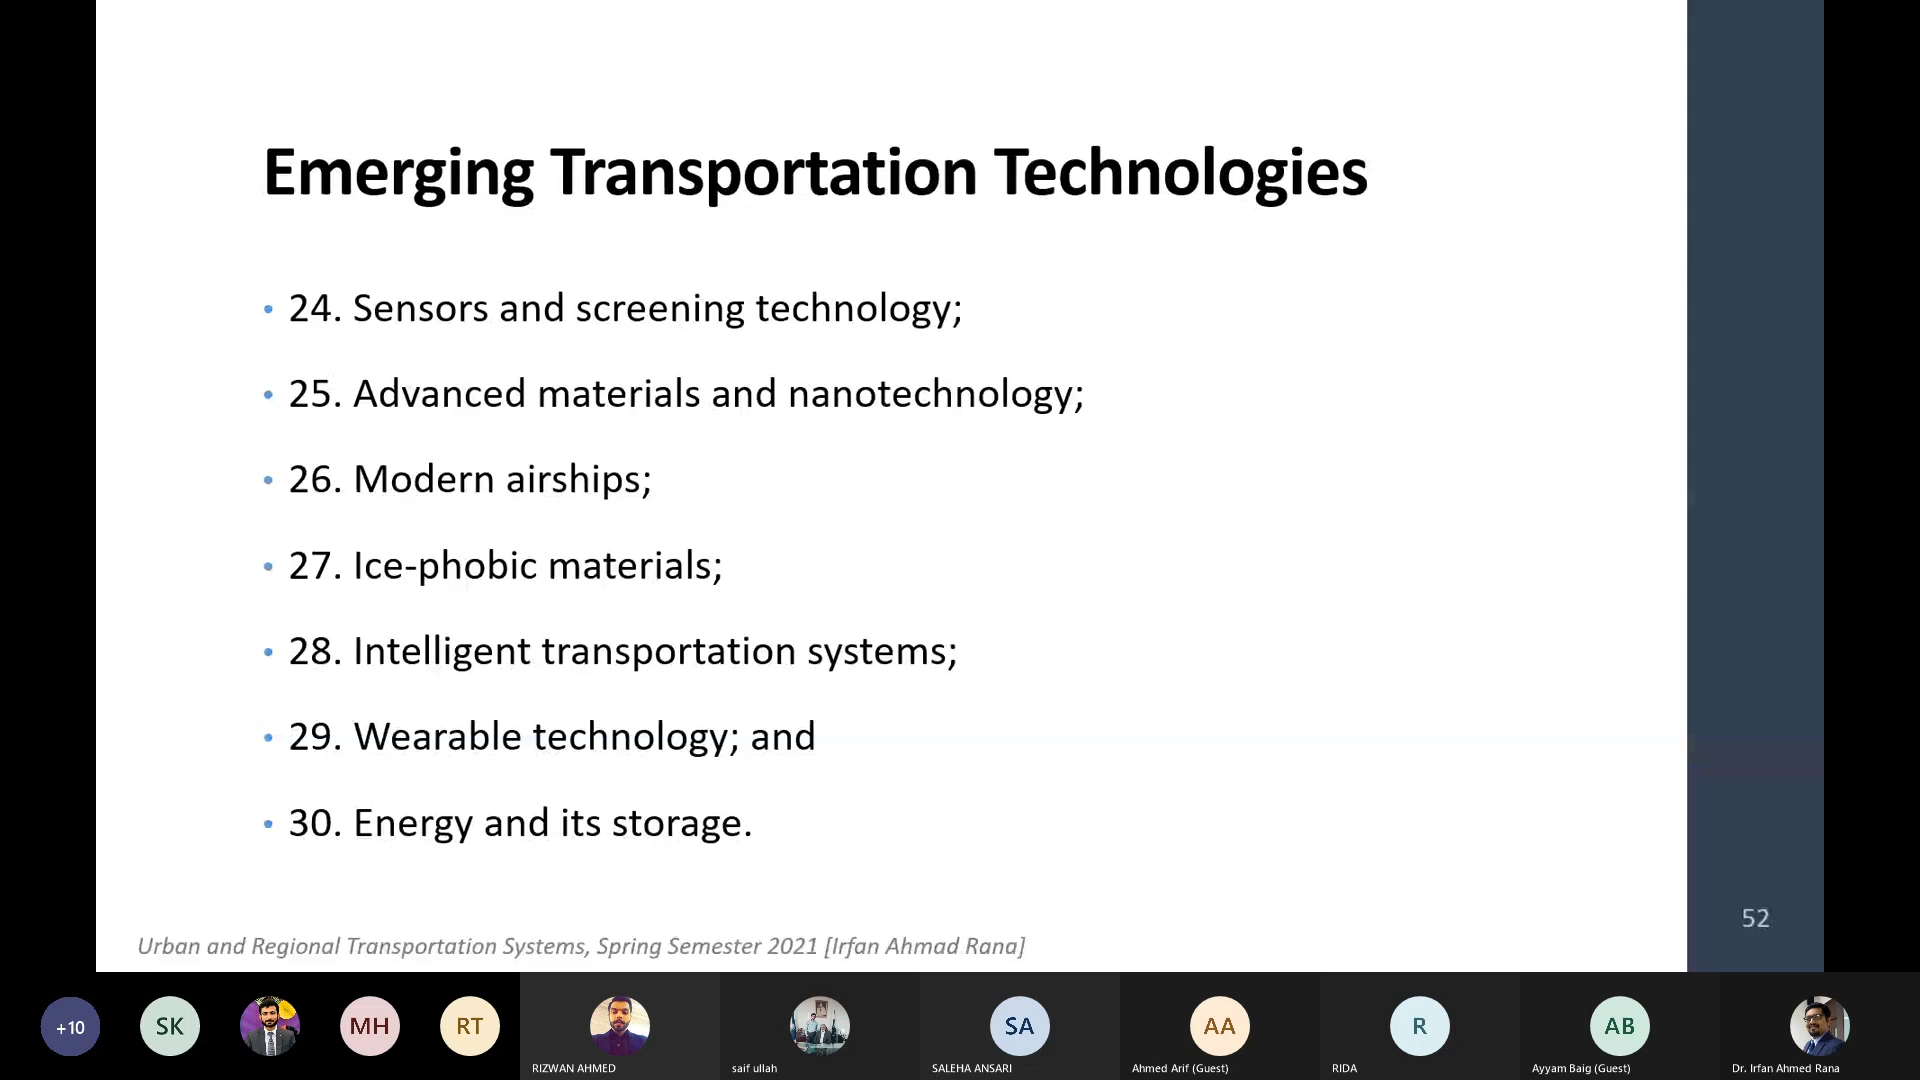 Emerging Transportation Technologies
• 24. Sensors and screening technology;
• 25. Advanced materials and nanotechnology;
• 26. Modern airships;
• 27. Ice-phobic materials;
• 28. Intelligent transportation systems;
• 29. Wearable technology; and
• 30. Energy and its storage.
52
Urban and Regional Transportation Systems, Spring Semester 2021 [Irfan Ahmad Rana]
+10
SK
MH
RT
RIZWAN AHMED
saif ullah
SA
SALEHA ANSARI
AA
Ahmed Arif (Guest)
R
RIDA
AB
Ayyam Baig (Guest)
Dr. Irfan Ahmed Rana